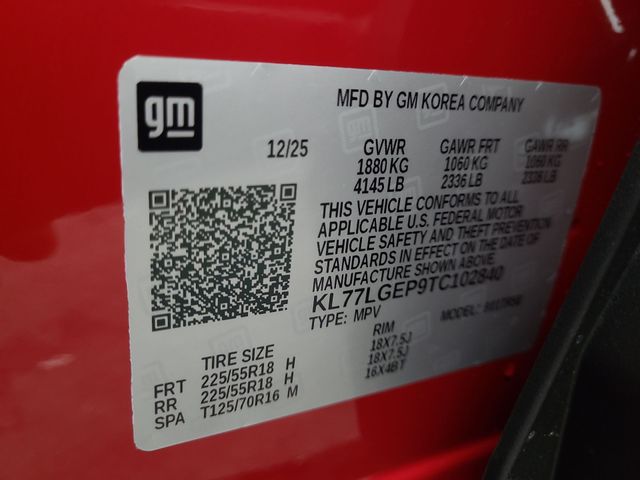 gm
MFD BY GM KOREA COMPANY
12/25 GVWR GAWR FRT GAWR RR
1880 KG 1060 KG 1060 KG
4145 LB 2336 LB 2336 LB
THIS VEHICLE CONFORMS TO ALL
APPLICABLE U.S. FEDERAL MOTOR
VEHICLE SAFETY AND THEFT PREVENTION
STANDARDS IN EFFECT ON THE DATE OF
MANUFACTURE SHOWN ABOVE.
KL77LGEP9TC102840
TYPE: MPV MODEL:
TIRE SIZE RIM
FRT 225/55R18 H 18X7.5J
RR 225/55R18 H 18X7.5J
SPA T125/70R16 M 16X4BT